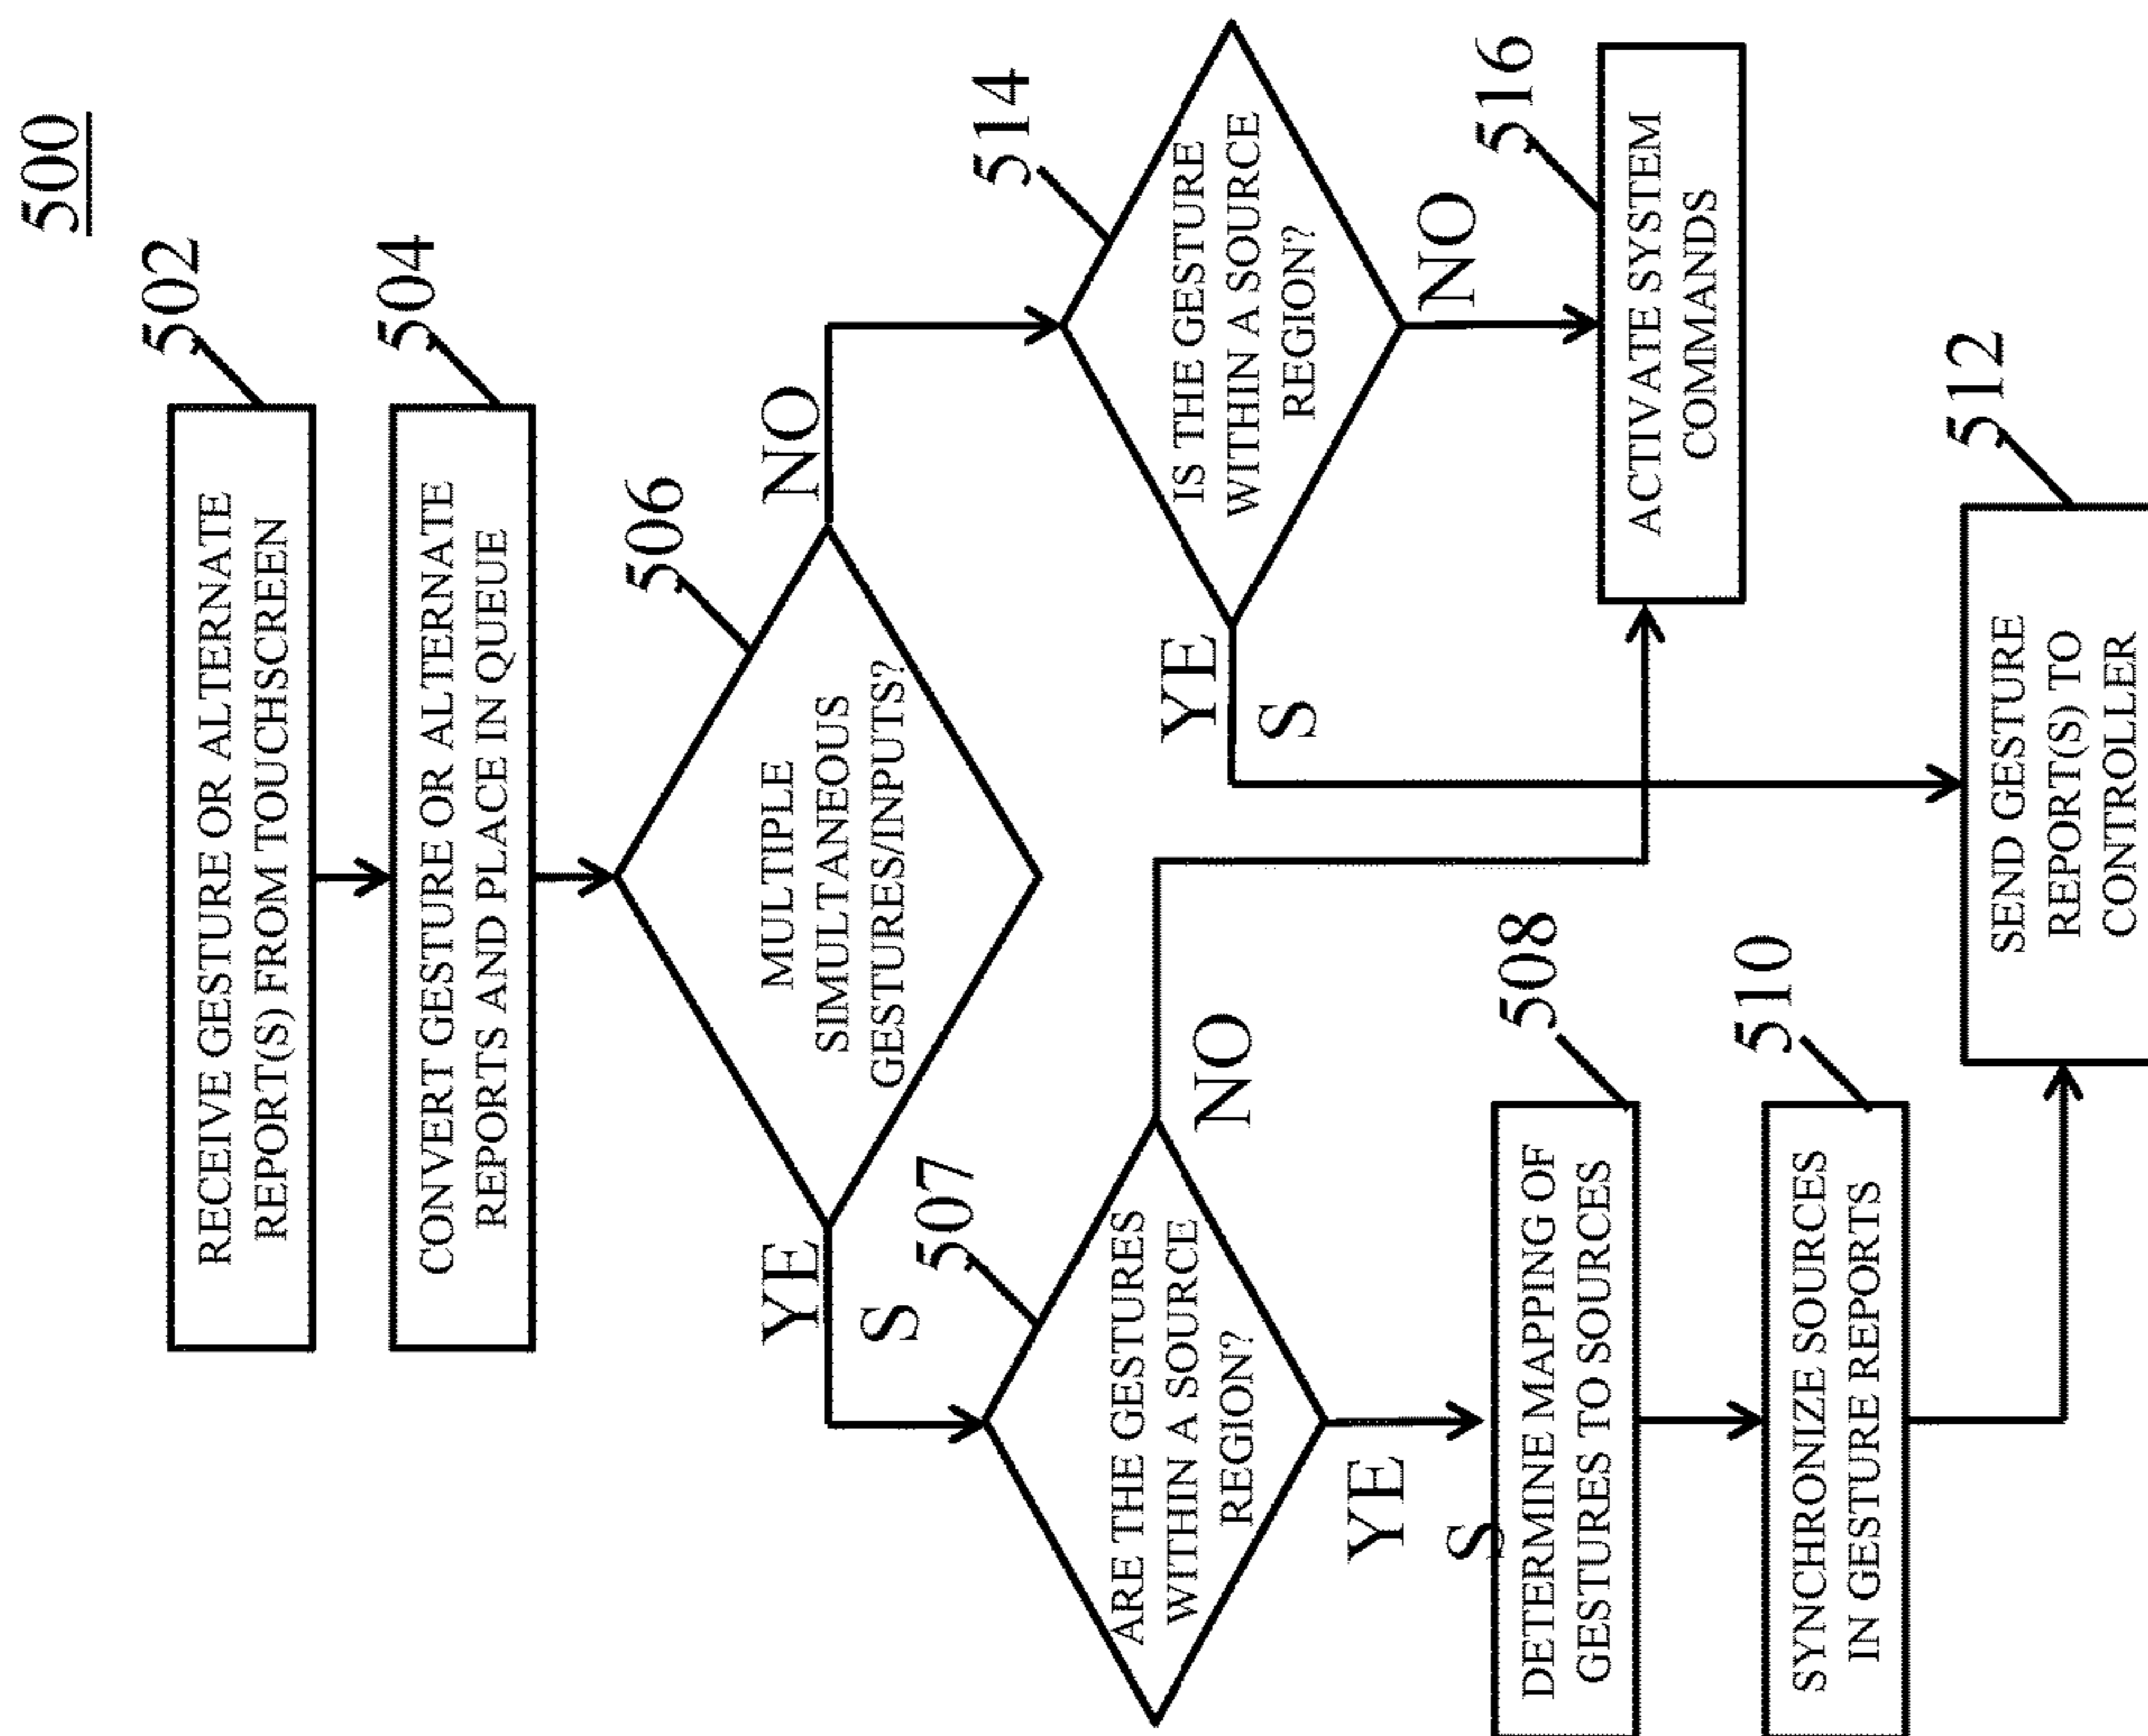 500
502
RECEIVE GESTURE OR ALTERNATE
REPORT(S) FROM TOUCHSCREEN
504
CONVERT GESTURE OR ALTERNATE
REPORTS AND PLACE IN QUEUE
506
MULTIPLE
SIMULTANEOUS
GESTURES/INPUTS?
YE
S
NO
507
ARE THE GESTURES
WITHIN A SOURCE
REGION?
NO
YE
S
514
IS THE GESTURE
WITHIN A SOURCE
REGION?
YE
S
NO
508
DETERMINE MAPPING OF
GESTURES TO SOURCES
516
ACTIVATE SYSTEM
COMMANDS
510
SYNCHRONIZE SOURCES
IN GESTURE REPORTS
512
SEND GESTURE
REPORT(S) TO
CONTROLLER